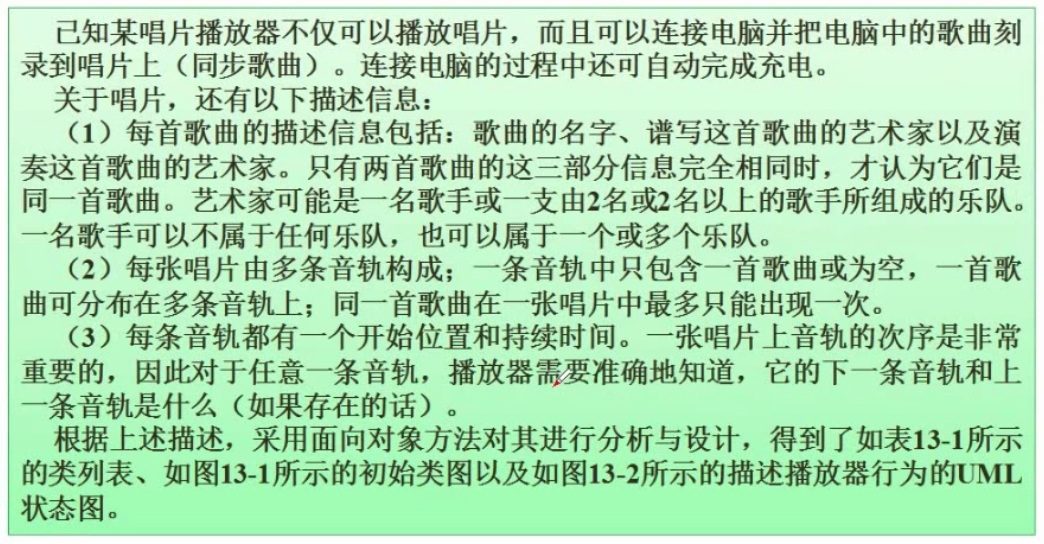 已知某唱片播放器不仅可以播放唱片，而且可以连接电脑并把电脑中的歌曲刻
录到唱片上（同步歌曲）。连接电脑的过程中还可自动完成充电。
关于唱片，还有以下描述信息：
（1）每首歌曲的描述信息包括：歌曲的名字、谱写这首歌曲的艺术家以及演
奏这首歌曲的艺术家。只有两首歌曲的这三部分信息完全相同时，才认为它们是
同一首歌曲。艺术家可能是一名歌手或一支由2名或2名以上的歌手所组成的乐队。
一名歌手可以不属于任何乐队，也可以属于一个或多个乐队。
（2）每张唱片由多条音轨构成；一条音轨中只包含一首歌曲或为空，一首歌
曲可分布在多条音轨上；同一首歌曲在一张唱片中最多只能出现一次。
（3）每条音轨都有一个开始位置和持续时间。一张唱片上音轨的次序是非常
重要的，因此对于任意一条音轨，播放器需要准确地知道，它的下一条音轨和上
一条音轨是什么（如果存在的话）。
根据上述描述，采用面向对象方法对其进行分析与设计，得到了如表13-1所示
的类列表、如图13-1所示的初始类图以及如图13-2所示的描述播放器行为的UML
状态图。